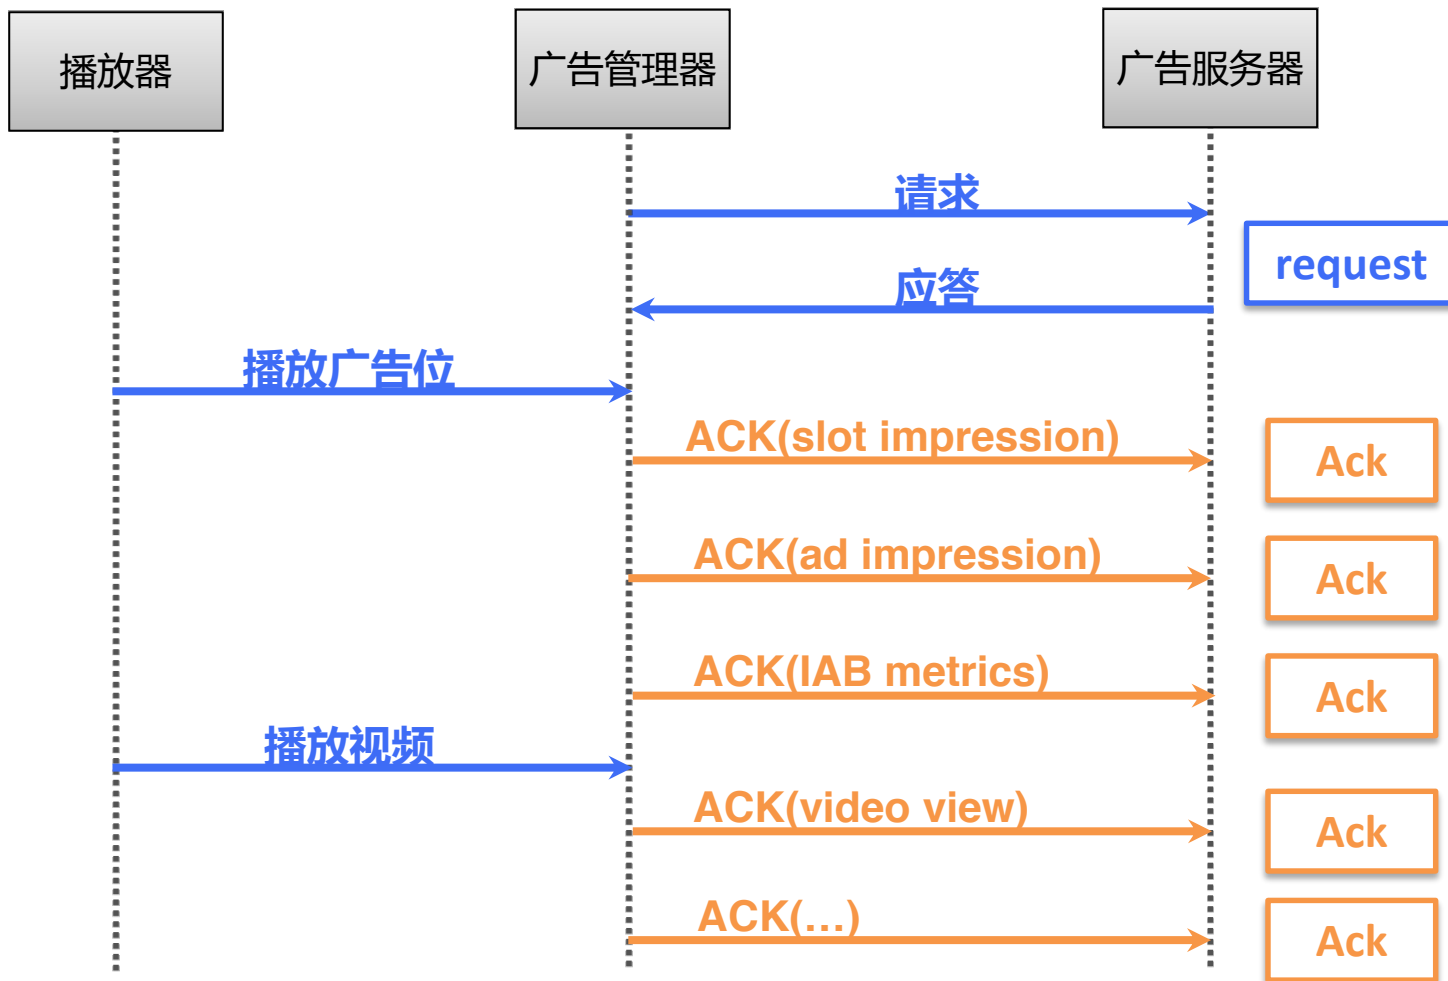 播放器
广告管理器
广告服务器
请求
request
应答
播放广告位
ACK(slot impression)
Ack
ACK(ad impression)
Ack
ACK(IAB metrics)
Ack
播放视频
ACK(video view)
Ack
ACK(...)
Ack